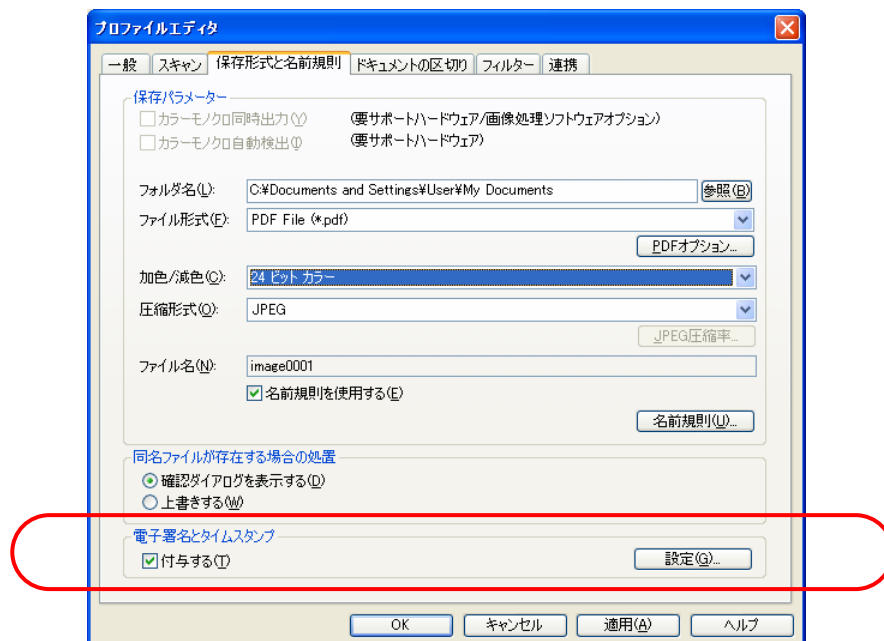 プロファイルエディタ
一般 スキャン 保存形式と名前規則 ドキュメントの区切り フィルター 連携
保存パラメーター
カラーモノクロ同時出力(Y) (要サポートハードウェア/画像処理ソフトウェアオプション)
カラーモノクロ自動検出(I) (要サポートハードウェア)
フォルダ名(L): C:¥Documents and Settings¥User¥My Documents 参照(B)
ファイル形式(F): PDF File (*.pdf)
PDFオプション...
加色/減色(C): 24 ビット カラー
圧縮形式(O): JPEG
JPEG圧縮率...
ファイル名(N): image0001
名前規則を使用する(E)
名前規則(U)...
同名ファイルが存在する場合の処置
確認ダイアログを表示する(D)
上書きする(W)
電子署名とタイムスタンプ
付与する(T) 設定(G)...
OK キャンセル 適用(A) ヘルプ